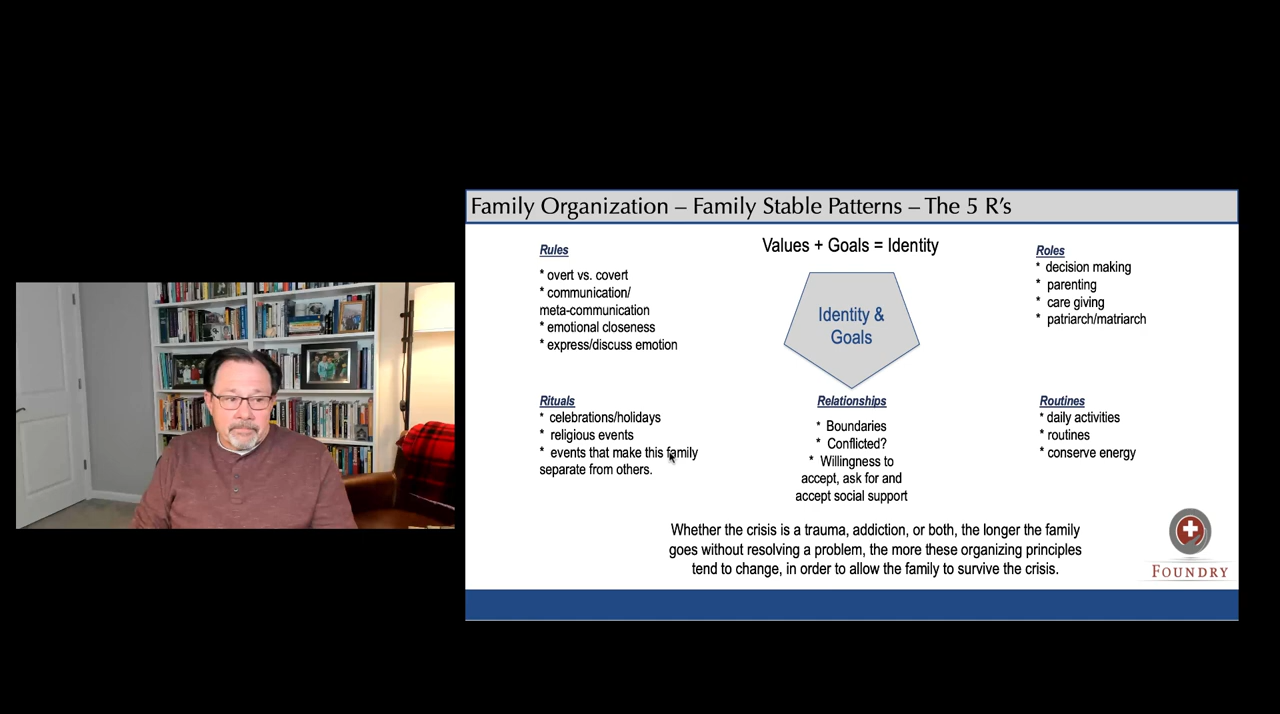 Family Organization – Family Stable Patterns – The 5 R's
Values + Goals = Identity
Rules
* overt vs. covert
* communication/
meta-communication
* emotional closeness
* express/discuss emotion
Identity &
Goals
Roles
* decision making
* parenting
* care giving
* patriarch/matriarch
Rituals
* celebrations/holidays
* religious events
* events that make this family
separate from others.
Relationships
* Boundaries
* Conflicted?
* Willingness to
accept, ask for and
accept social support
Routines
* daily activities
* routines
* conserve energy
Whether the crisis is a trauma, addiction, or both, the longer the family
goes without resolving a problem, the more these organizing principles
tend to change, in order to allow the family to survive the crisis.
FOUNDRY